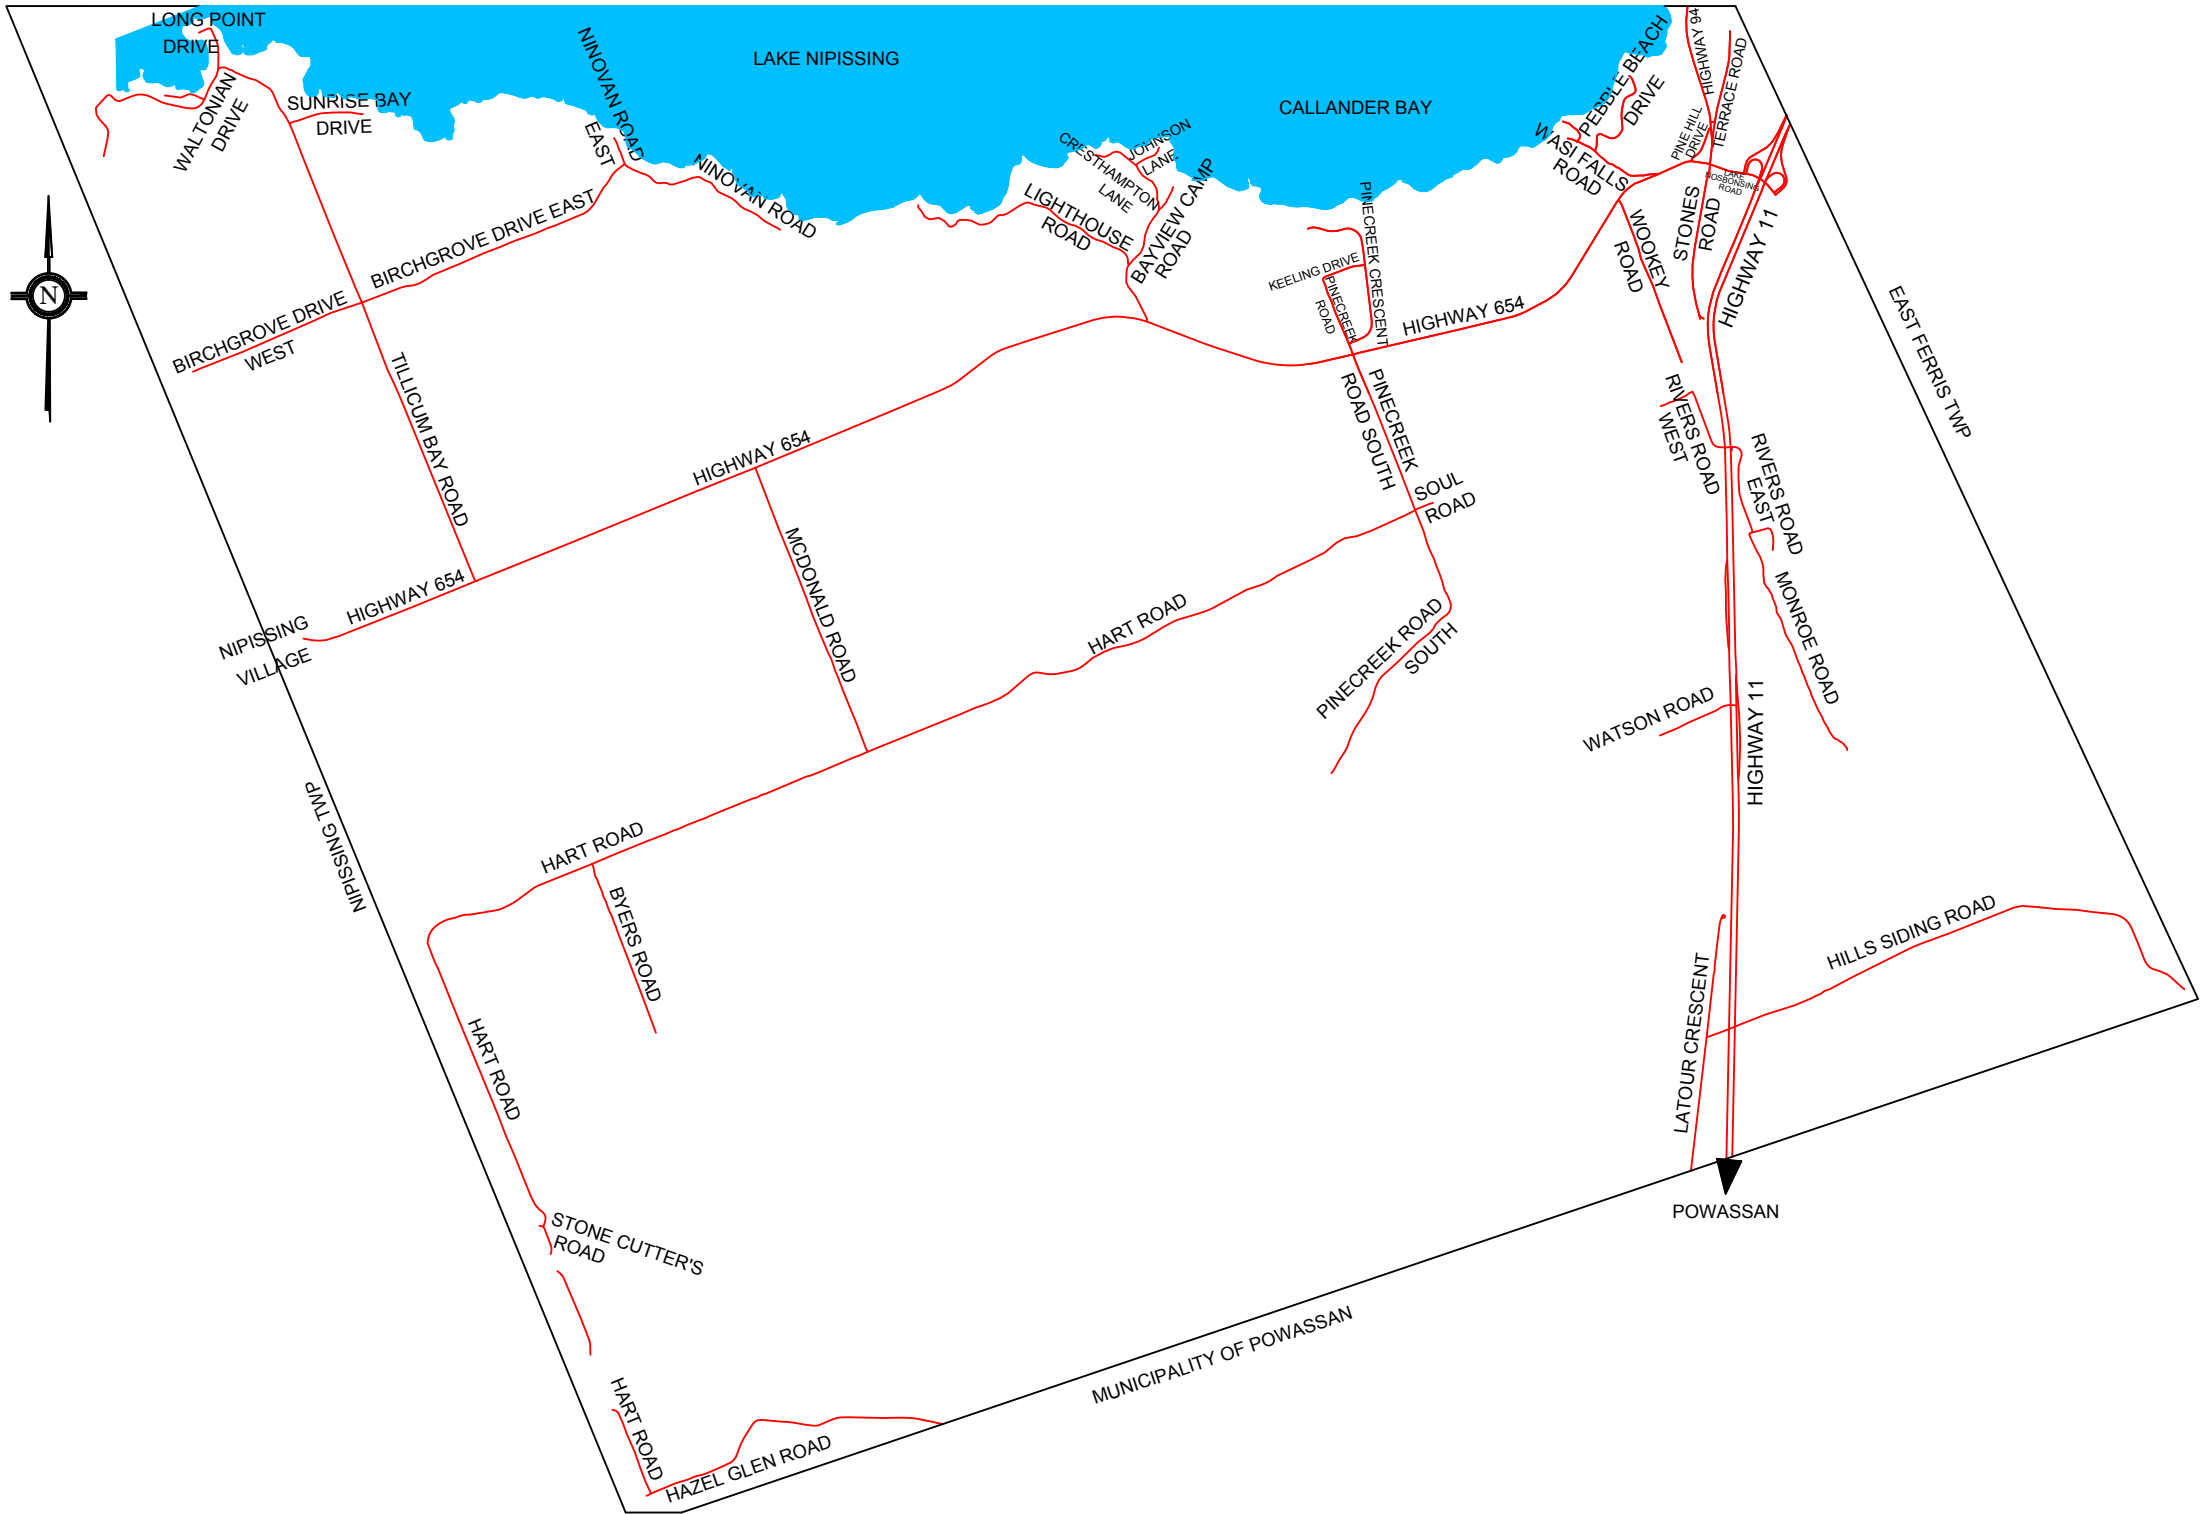 LONG POINT
DRIVE
LAKE NIPISSING
CALLANDER BAY
NINOVAN ROAD
EAST
WALTONIAN
DRIVE
SUNRISE BAY
DRIVE
NINOVAN ROAD
BIRCHGROVE DRIVE EAST
BIRCHGROVE DRIVE
WEST
TILLICUM BAY ROAD
CRESTHAMPTON
LANE
JOHNSON
LANE
LIGHTHOUSE
ROAD
BAYVIEW CAMP
ROAD
PEBBLE BEACH
DRIVE
WASI FALLS
ROAD
HIGHWAY 94
TERRACE ROAD
PINE HILL
DRIVE
LAKE
NOSBONSING
ROAD
STONES
ROAD
WOOKEY
ROAD
HIGHWAY 11
EAST FERRIS TWP
PINECREEK CRESCENT
KEELING DRIVE
PINECREEK
ROAD
HIGHWAY 654
N
HIGHWAY 654
HIGHWAY 654
NIPISSING
VILLAGE
PINECREEK
ROAD SOUTH
SOUL
ROAD
RIVERS ROAD
WEST
RIVERS ROAD
EAST
MONROE ROAD
MCDONALD ROAD
HART ROAD
PINECREEK ROAD
SOUTH
WATSON ROAD
HIGHWAY 11
NIPISSING TWP
HART ROAD
BYERS ROAD
HILLS SIDING ROAD
LATOUR CRESCENT
HART ROAD
STONE CUTTER'S
ROAD
POWASSAN
MUNICIPALITY OF POWASSAN
HART ROAD
HAZEL GLEN ROAD